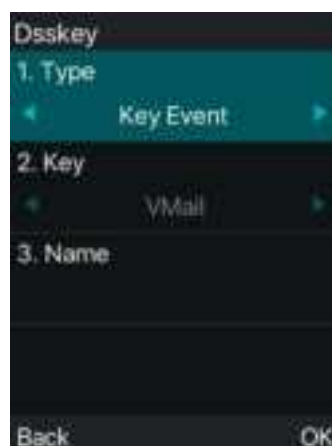 Dsskey
1. Type
Key Event
2. Key
VMail
3. Name
Back OK